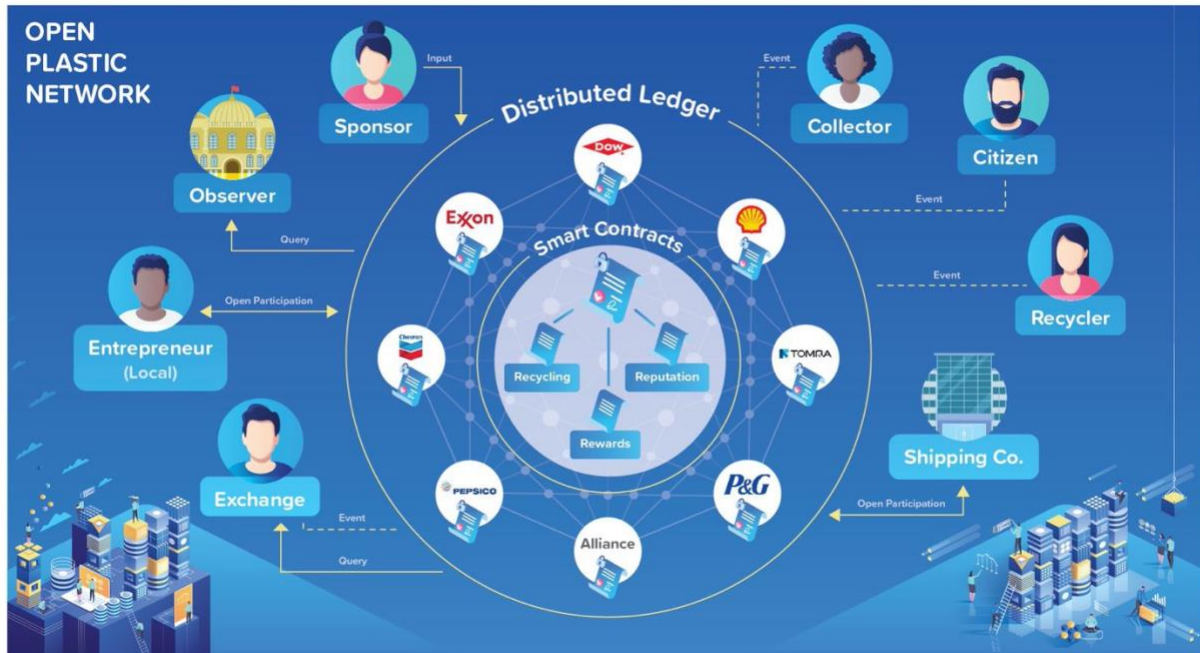 OPEN
PLASTIC
NETWORK
Sponsor
Input
Observer
Query
Entrepreneur
(Local)
Open Participation
Exchange
Event
Query
Distributed Ledger
Dow
Exxon
Shell
Smart Contracts
Chevron
TOMRA
Recycling
Reputation
Rewards
PEPSICO
P&G
Alliance
Event
Collector
Citizen
Event
Event
Recycler
Shipping Co.
Open Participation